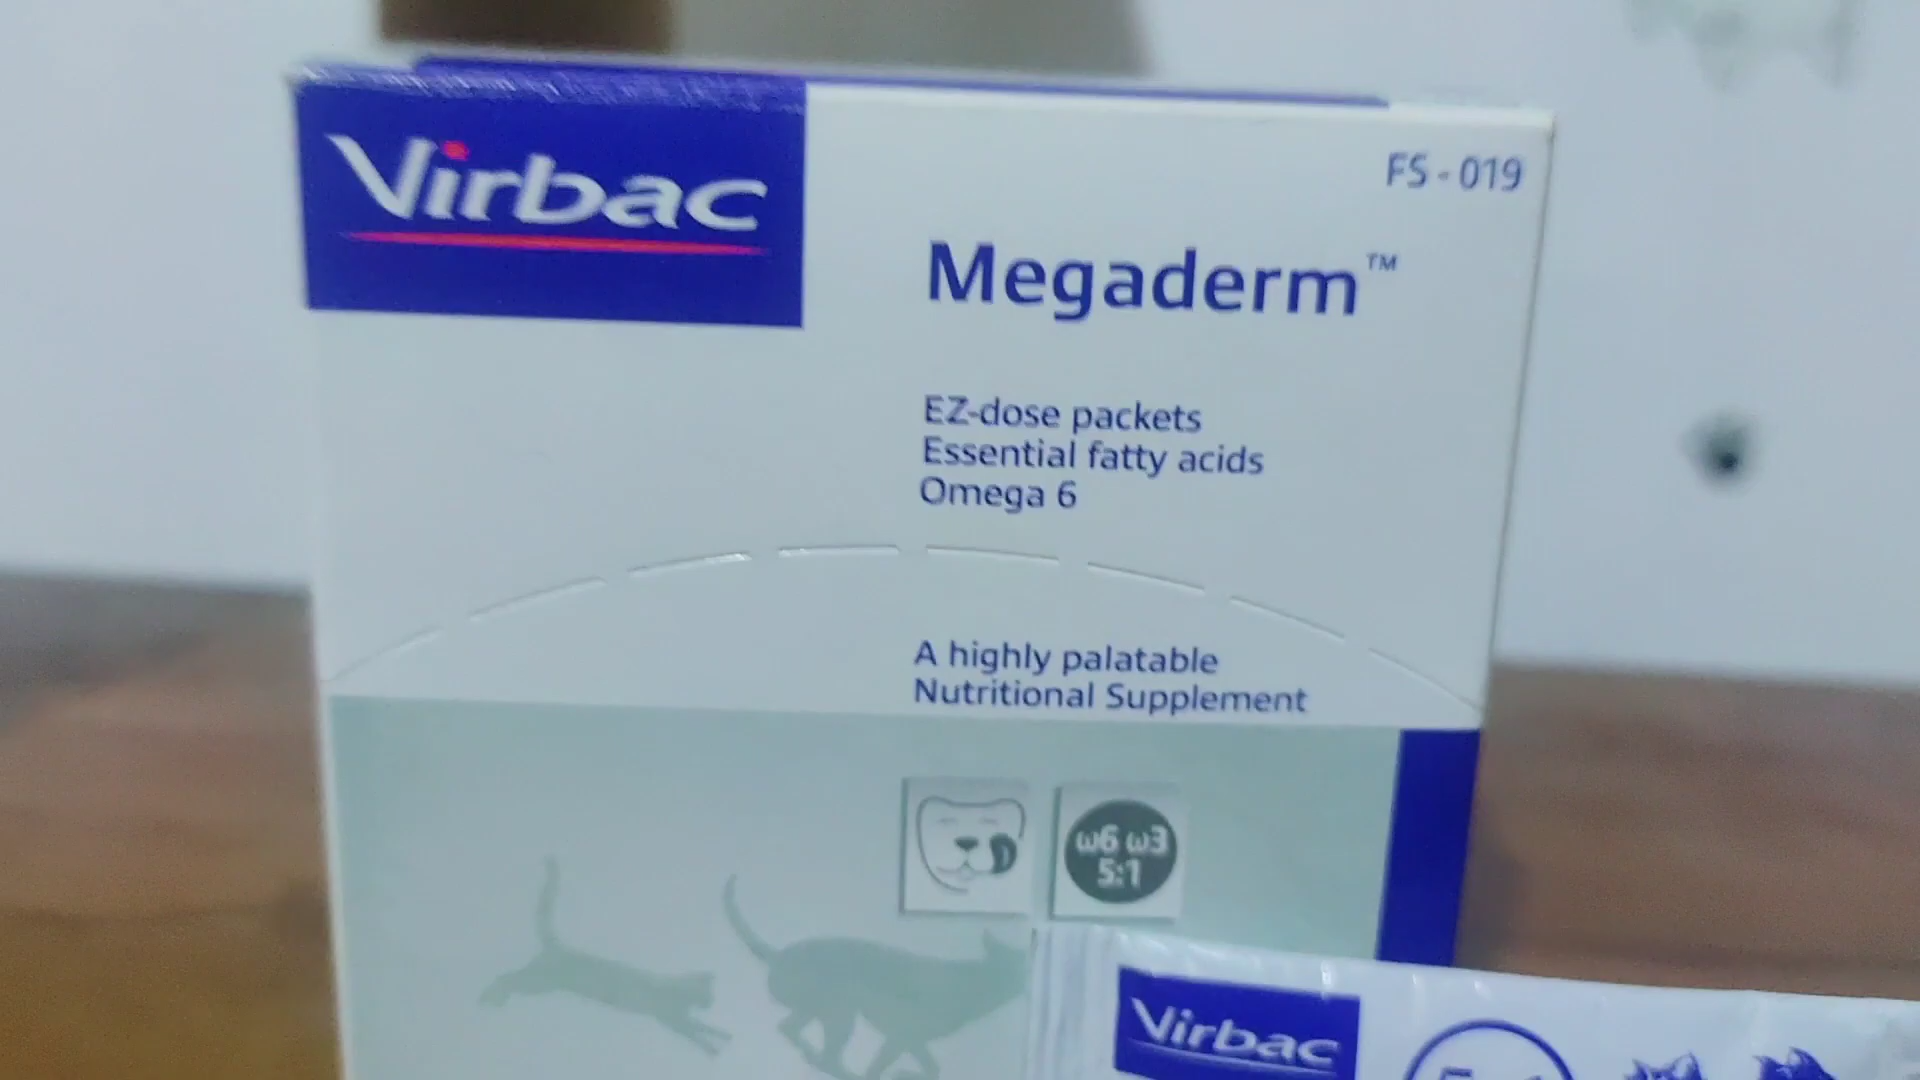 Virbac
FS - 019
Megaderm™
EZ-dose packets
Essential fatty acids
Omega 6
A highly palatable
Nutritional Supplement
ω6 ω3
5:1
Virbac